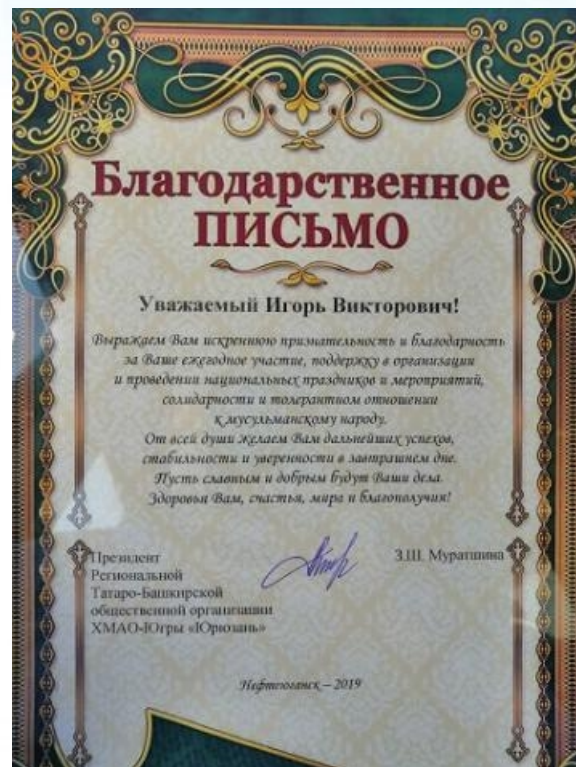 Благодарственное
ПИСЬМО
Уважаемый Игорь Викторович!
Выражаем Вам искреннюю признательность и благодарность
за Ваше ежегодное участие, поддержку в организации
и проведении национальных праздников и мероприятий,
солидарности и толерантном отношении
к мусульманскому народу.
От всей души желаем Вам дальнейших успехов,
стабильности и уверенности в завтрашнем дне.
Пусть славными и добрым будут Ваши дела.
Здоровья Вам, счастья, мира и благополучия!
Президент
Региональной
Татаро-Башкирской
общественной организации
ХМАО-Югры «Юрюзань»
З.Ш. Муратшина
Нефтеюганск – 2019